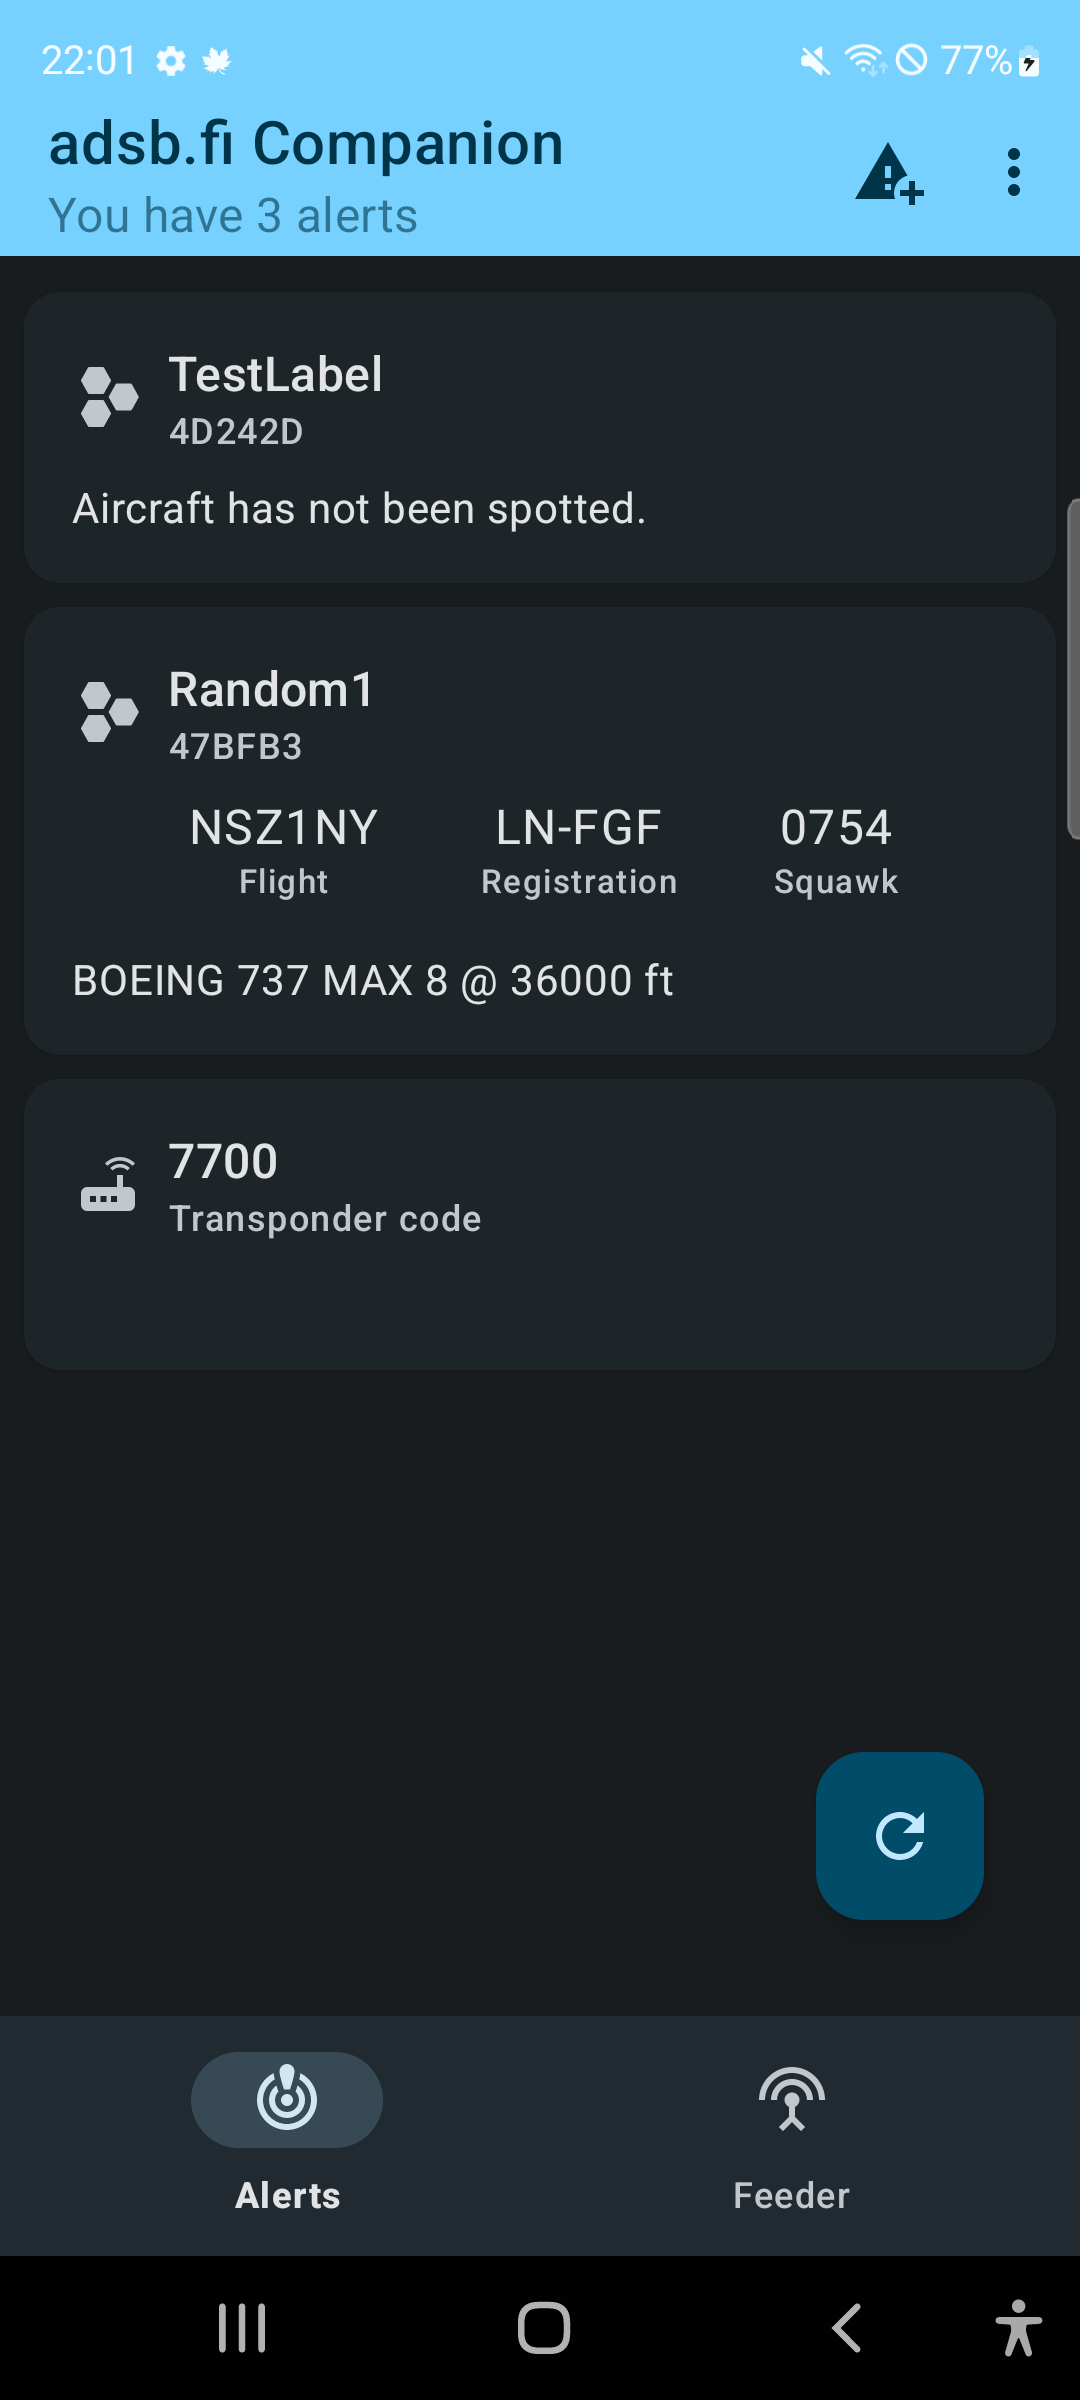 22:01 77%
adsb.fi Companion
You have 3 alerts
TestLabel
4D242D
Aircraft has not been spotted.
Random1
47BFB3
NSZ1NY LN-FGF 0754
Flight Registration Squawk
BOEING 737 MAX 8 @ 36000 ft
7700
Transponder code
Alerts Feeder